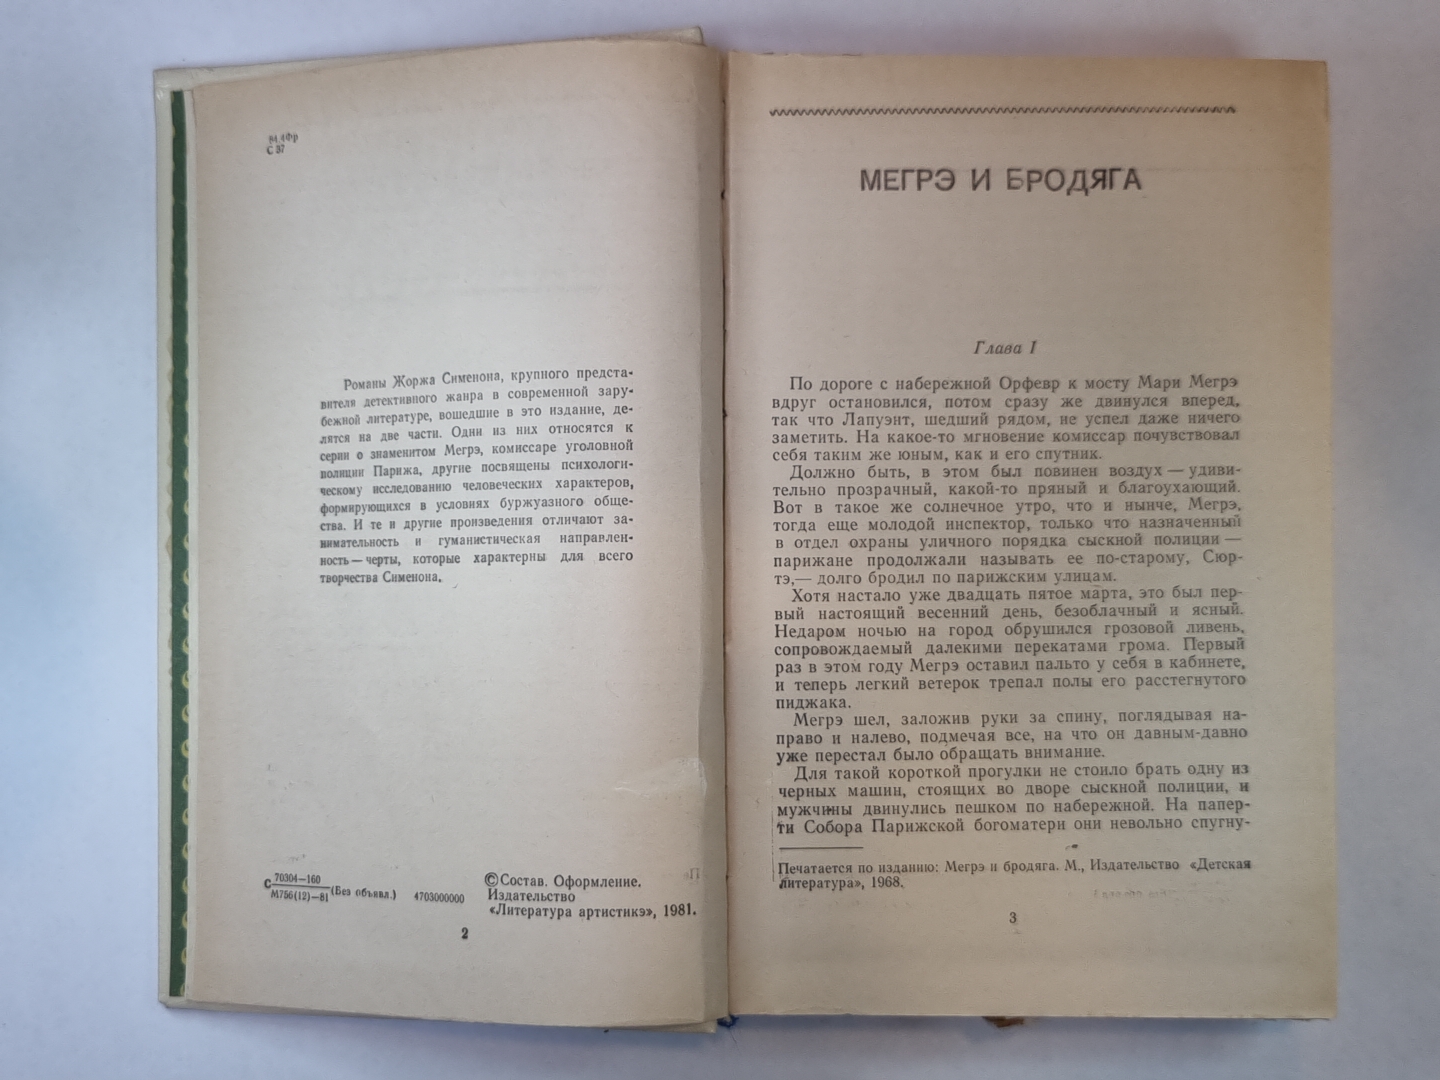 84.4Фр
С 37
Романы Жоржа Сименона, крупного предста-
вителя детективного жанра в современной зару-
бежной литературе, вошедшие в это издание, де-
лятся на две части. Одни из них относятся к
серии о знаменитом Мегрэ, комиссаре уголовной
полиции Парижа, другие посвящены психологи-
ческому исследованию человеческих характеров,
формирующихся в условиях буржуазного обще-
ства. И те и другие произведения отличают за-
нимательность и гуманистическая направлен-
ность — черты, которые характерны для всего
творчества Сименона.
С 70304—160
М756(12)—81 (Без объявл.) 4703000000
© Состав. Оформление.
Издательство
«Литература артистикэ», 1981.
2
МЕГРЭ И БРОДЯГА
Глава I
По дороге с набережной Орфевр к мосту Мари Мегрэ
вдруг остановился, потом сразу же двинулся вперед,
так что Лапуэнт, шедший рядом, не успел даже ничего
заметить. На какое-то мгновение комиссар почувствовал
себя таким же юным, как и его спутник.
Должно быть, в этом был повинен воздух — удиви-
тельно прозрачный, какой-то пряный и благоухающий.
Вот в такое же солнечное утро, что и нынче, Мегрэ,
тогда еще молодой инспектор, только что назначенный
в отдел охраны уличного порядка сыскной полиции —
парижане продолжали называть ее по-старому, Сюр-
тэ,— долго бродил по парижским улицам.
Хотя настало уже двадцать пятое марта, это был пер-
вый настоящий весенний день, безоблачный и ясный.
Недаром ночью на город обрушился грозовой ливень,
сопровождаемый далекими перекатами грома. Первый
раз в этом году Мегрэ оставил пальто у себя в кабинете,
и теперь легкий ветерок трепал полы его расстегнутого
пиджака.
Мегрэ шел, заложив руки за спину, поглядывая на-
право и налево, подмечая все, на что он давным-давно
уже перестал было обращать внимание.
Для такой короткой прогулки не стоило брать одну из
черных машин, стоящих во дворе сыскной полиции, и
мужчины двинулись пешком по набережной. На папер-
ти Собора Парижской богоматери они невольно спугну-
Печатается по изданию: Мегрэ и бродяга. М., Издательство «Детская
литература», 1968.
3